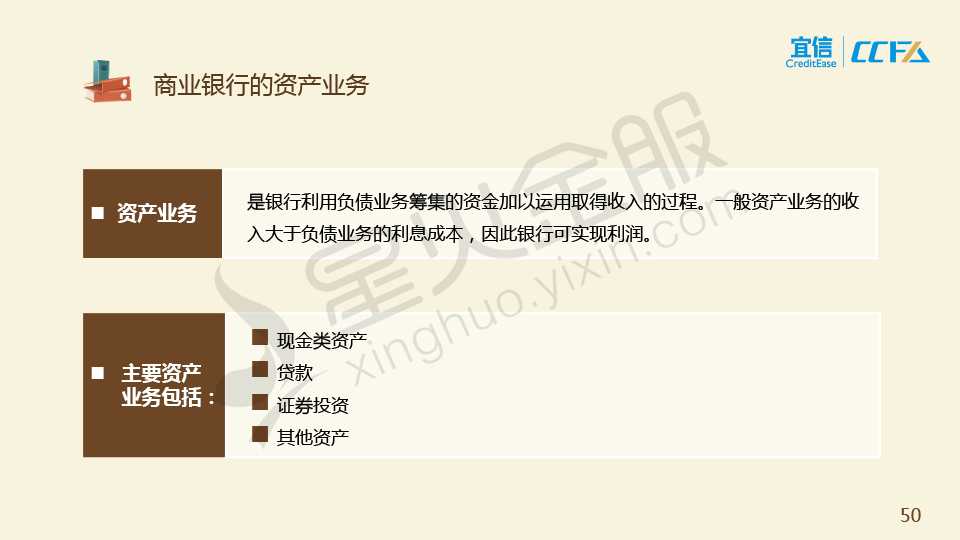 宜信
CreditEase
CCFA
商业银行的资产业务
资产业务
是银行利用负债业务筹集的资金加以运用取得收入的过程。一般资产业务的收
入大于负债业务的利息成本，因此银行可实现利润。
星火金服
xinghuo.yixin.com
主要资产
业务包括：
现金类资产
贷款
证券投资
其他资产
50